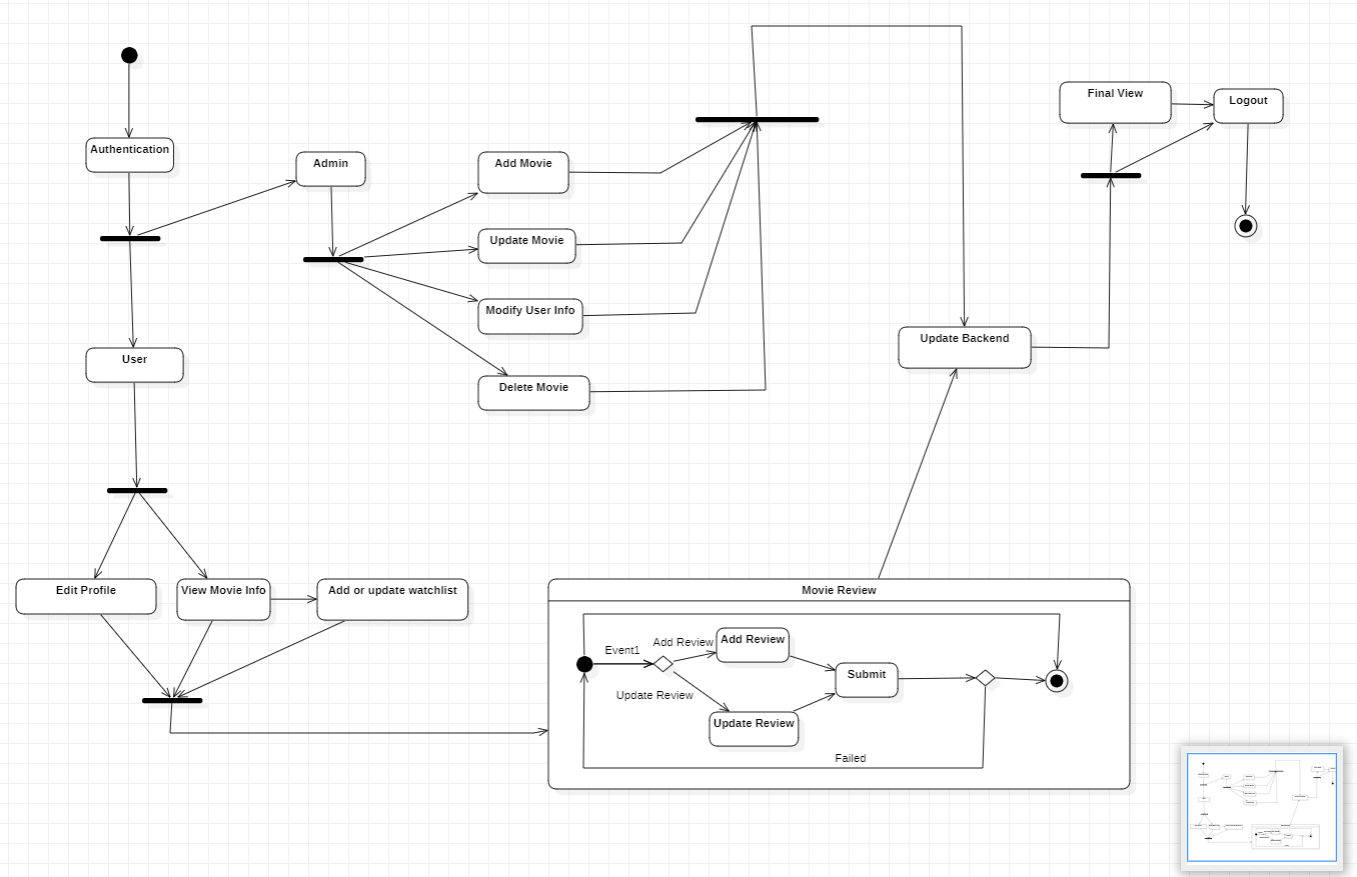 Final View
Logout
Authentication
Admin
Add Movie
Update Movie
Modify User Info
Update Backend
User
Delete Movie
Edit Profile
View Movie Info
Add or update watchlist
Movie Review
Event1
Add Review
Add Review
Submit
Update Review
Update Review
Failed